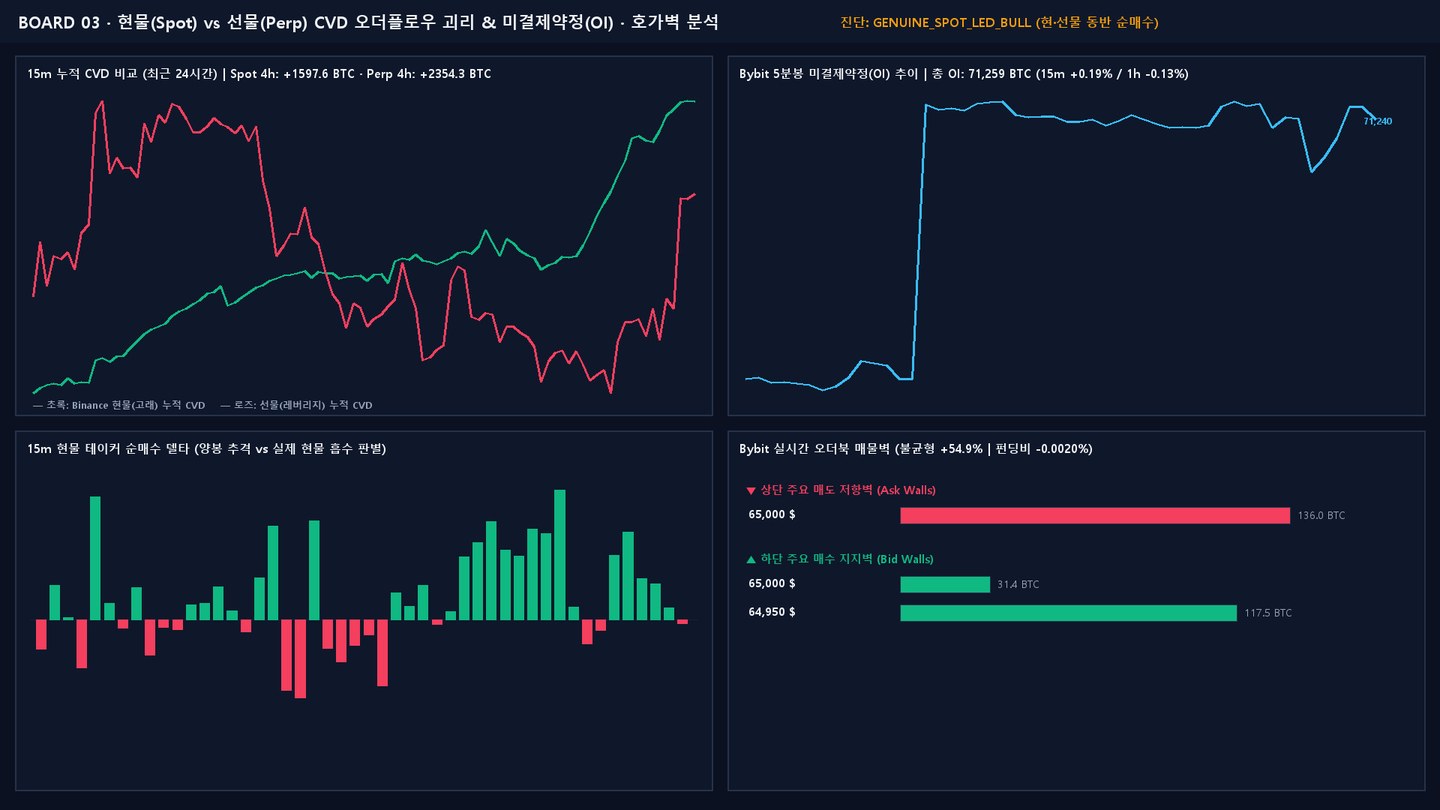 BOARD 03 · 현물(Spot) vs 선물(Perp) CVD 오더플로우 괴리 & 미결제약정(OI) · 호가벽 분석
진단: GENUINE_SPOT_LED_BULL (현·선물 동반 순매수)
15m 누적 CVD 비교 (최근 24시간) | Spot 4h: +1597.6 BTC · Perp 4h: +2354.3 BTC
— 초록: Binance 현물(고래) 누적 CVD — 로즈: 선물(레버리지) 누적 CVD
Bybit 5분봉 미결제약정(OI) 추이 | 총 OI: 71,259 BTC (15m +0.19% / 1h -0.13%)
71,240
15m 현물 테이커 순매수 델타 (양봉 추격 vs 실제 현물 흡수 판별)
Bybit 실시간 오더북 매물벽 (불균형 +54.9% | 펀딩비 -0.0020%)
▼ 상단 주요 매도 저항벽 (Ask Walls)
65,000 $ 136.0 BTC
▲ 하단 주요 매수 지지벽 (Bid Walls)
65,000 $ 31.4 BTC
64,950 $ 117.5 BTC